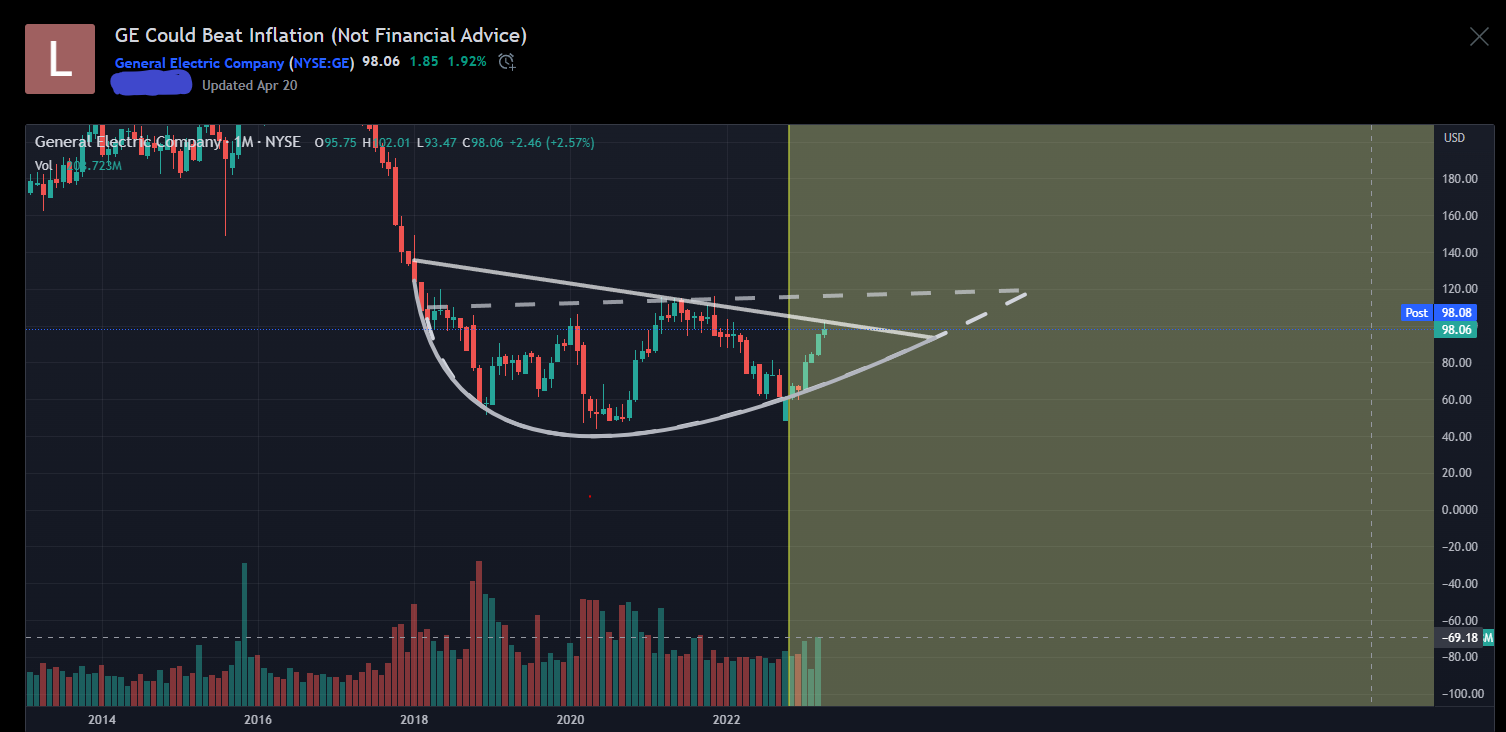 L
GE Could Beat Inflation (Not Financial Advice)
General Electric Company (NYSE:GE) 98.06 1.85 1.92%
Updated Apr 20
General Electric Company · 1M · NYSE O95.75 H102.01 L93.47 C98.06 +2.46 (+2.57%)
Vol
USD
180.00
160.00
140.00
120.00
Post 98.08
98.06
80.00
60.00
40.00
20.00
0.0000
−20.00
−40.00
−60.00
−69.18 M
−80.00
−100.00
2014 2016 2018 2020 2022